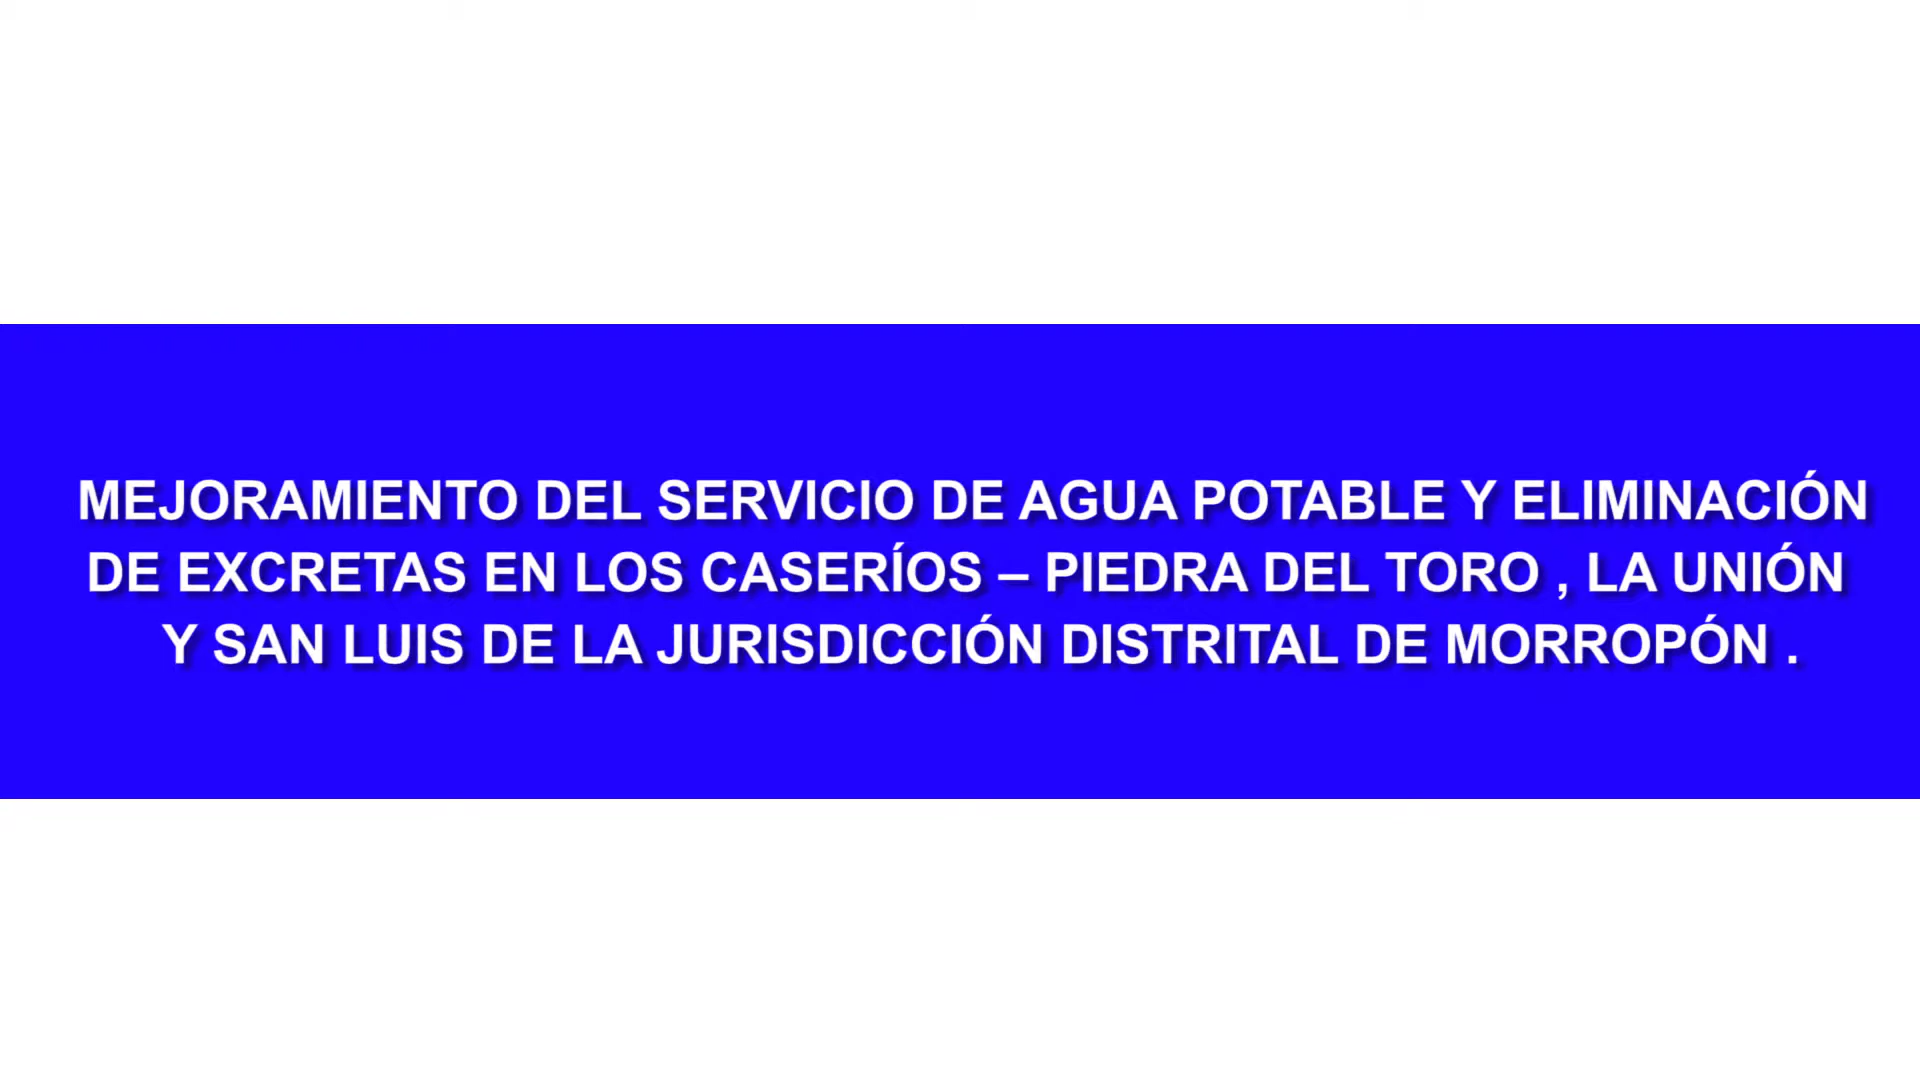 MEJORAMIENTO DEL SERVICIO DE AGUA POTABLE Y ELIMINACIÓN
DE EXCRETAS EN LOS CASERÍOS – PIEDRA DEL TORO , LA UNIÓN
Y SAN LUIS DE LA JURISDICCIÓN DISTRITAL DE MORROPÓN .